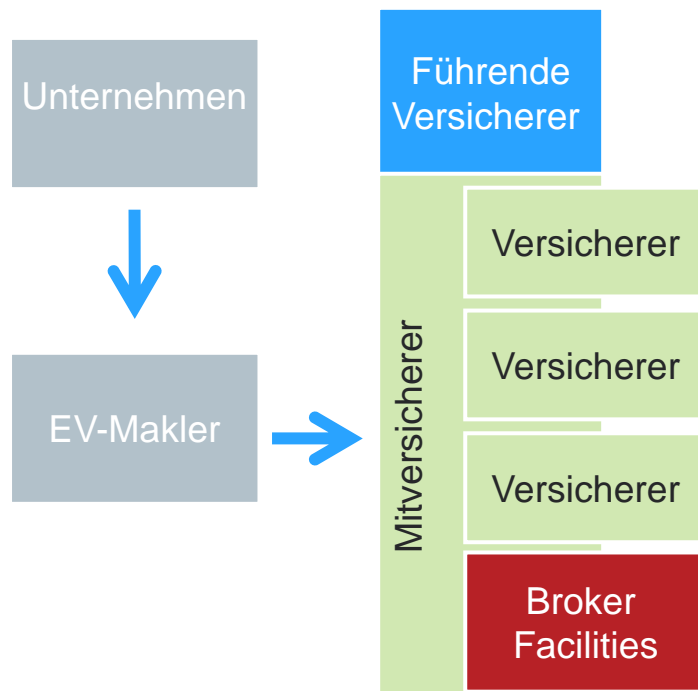 Unternehmen
EV-Makler
Führende
Versicherer
Mitversicherer
Versicherer
Versicherer
Versicherer
Broker
Facilities